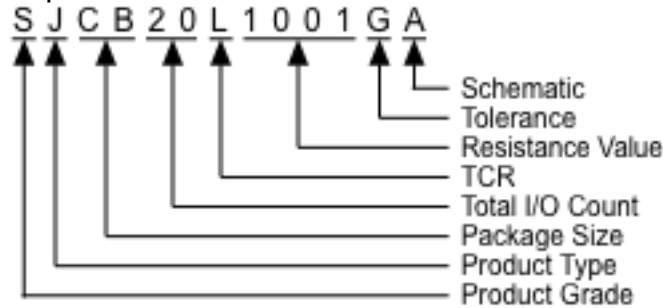 S J C B 2 0 L 1 0 0 1 G A
Schematic
Tolerance
Resistance Value
TCR
Total I/O Count
Package Size
Product Type
Product Grade